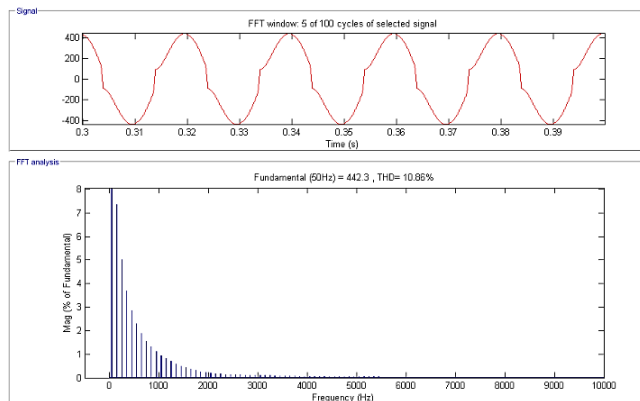 Signal
FFT window: 5 of 100 cycles of selected signal
400
200
0
-200
-400
0.3 0.31 0.32 0.33 0.34 0.35 0.36 0.37 0.38 0.39
Time (s)
FFT analysis
Fundamental (50Hz) = 442.3 , THD= 10.86%
8
7
6
5
4
3
2
1
0
Mag (% of Fundamental)
0 1000 2000 3000 4000 5000 6000 7000 8000 9000 10000
Frequency (Hz)